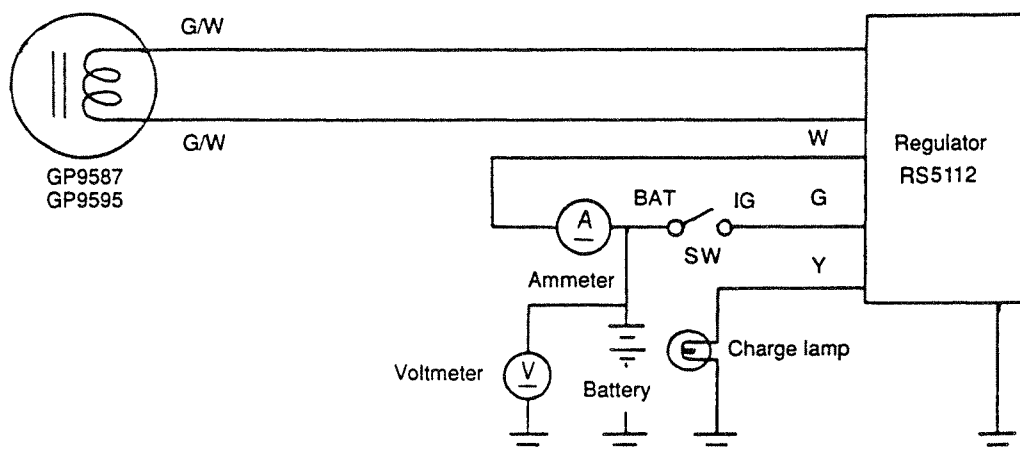 G/W
G/W
GP9587
GP9595
W
Regulator
RS5112
BAT
IG
G
A
SW
Ammeter
Y
Voltmeter
V
Battery
Charge lamp